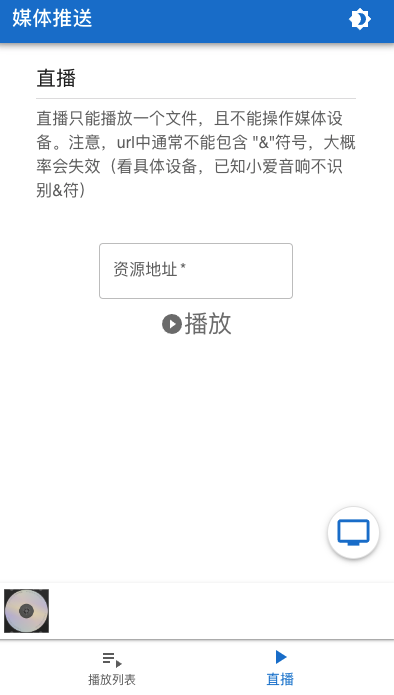 媒体推送
直播
直播只能播放一个文件，且不能操作媒体设
备。注意，url中通常不能包含 "&"符号，大概
率会失效（看具体设备，已知小爱音响不识
别&符）
资源地址 *
播放
播放列表
直播